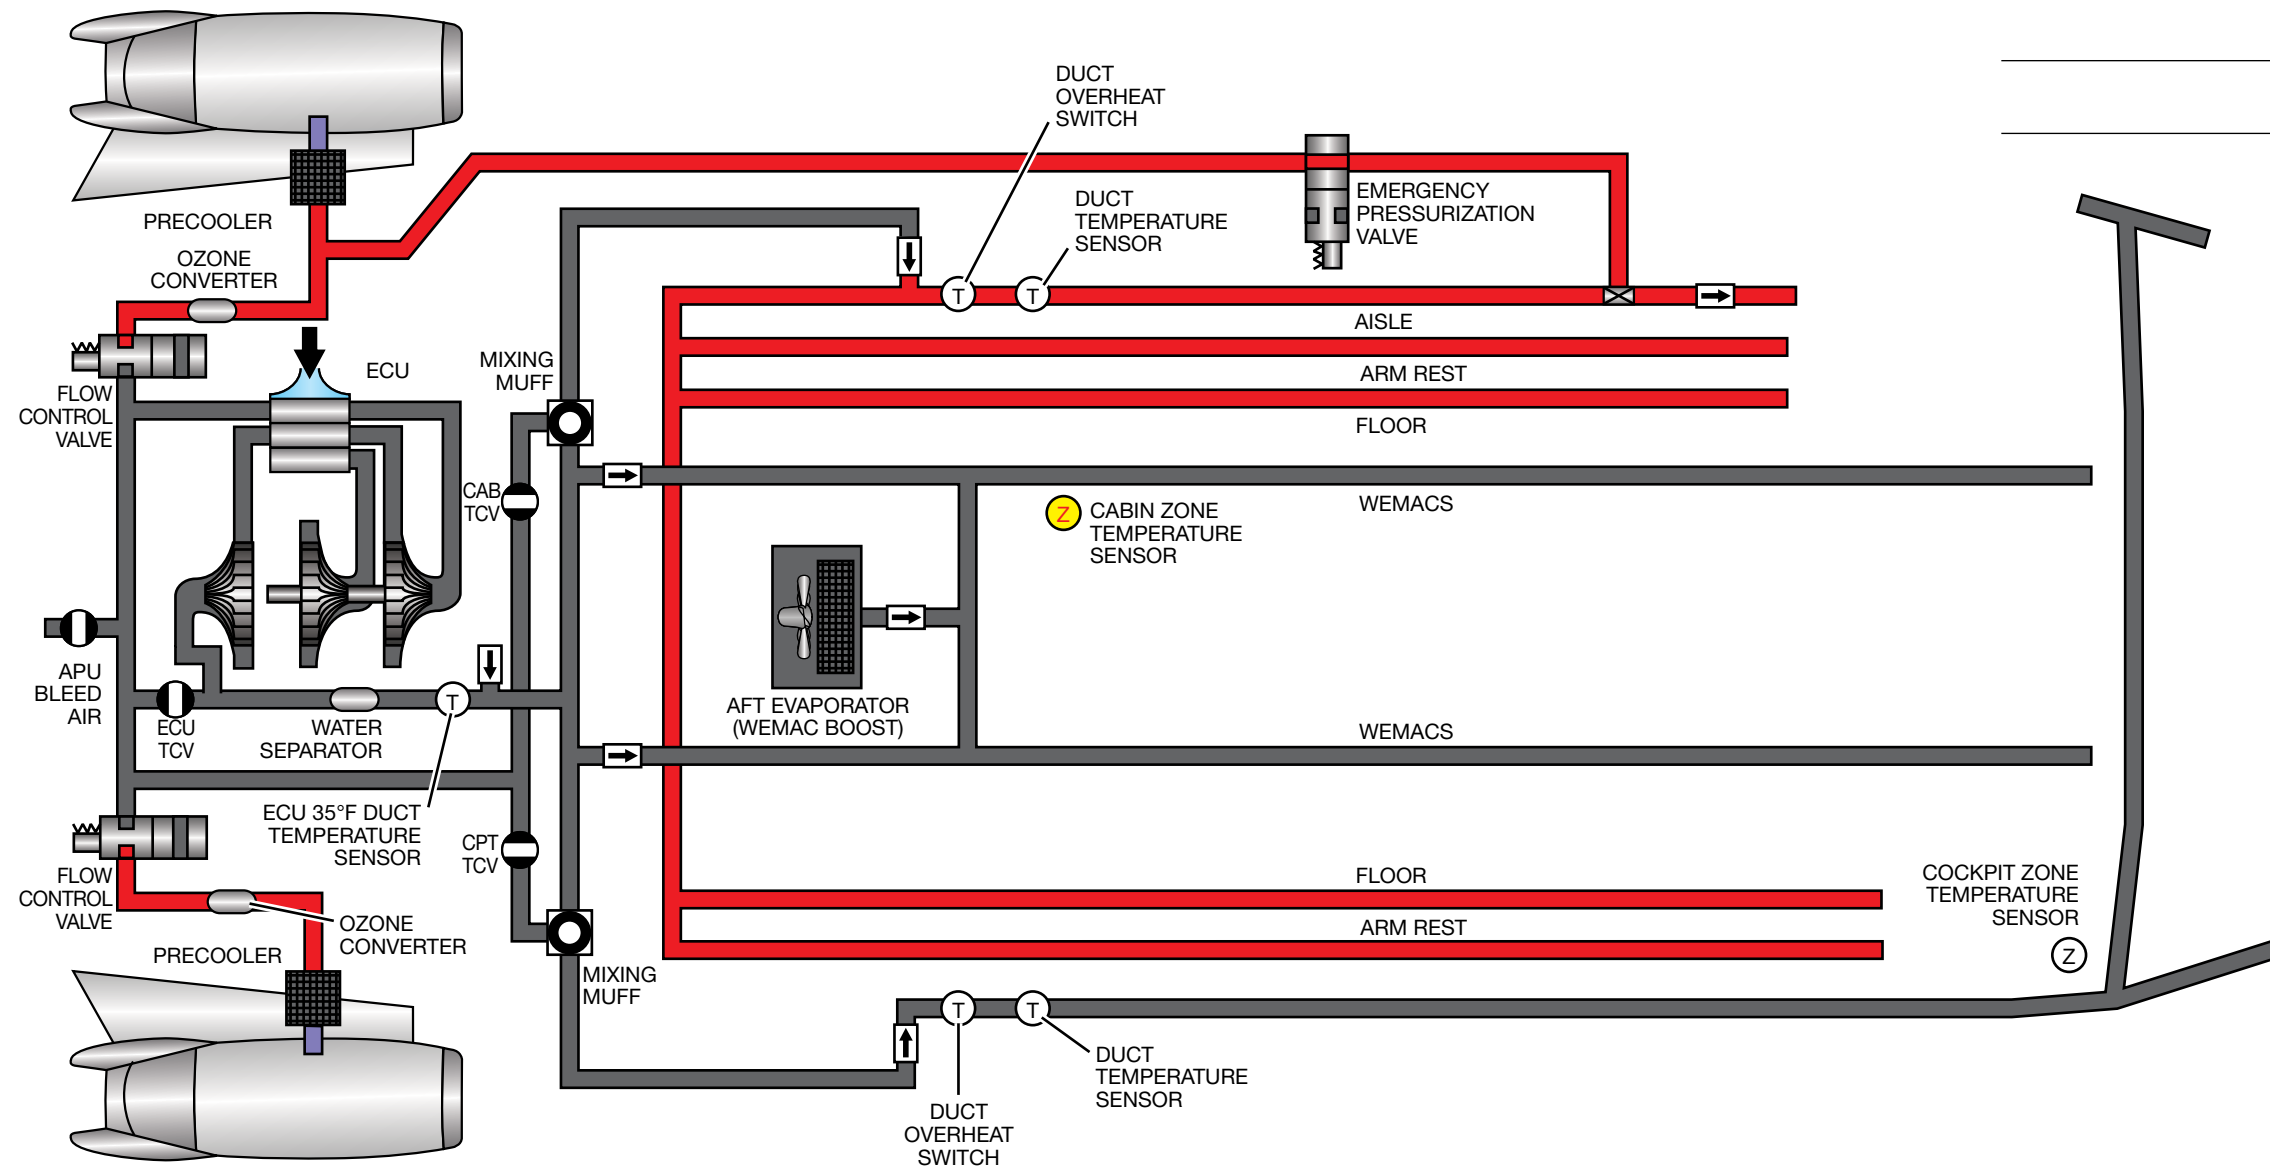 DUCT
OVERHEAT
SWITCH
DUCT
TEMPERATURE
SENSOR
EMERGENCY
PRESSURIZATION
VALVE
PRECOOLER
OZONE
CONVERTER
T
T
AISLE
ECU
MIXING
MUFF
ARM REST
FLOW
CONTROL
VALVE
FLOOR
CAB
TCV
WEMACS
Z
CABIN ZONE
TEMPERATURE
SENSOR
APU
BLEED
AIR
T
ECU
TCV
WATER
SEPARATOR
AFT EVAPORATOR
(WEMAC BOOST)
WEMACS
ECU 35°F DUCT
TEMPERATURE
SENSOR
CPT
TCV
FLOW
CONTROL
VALVE
FLOOR
COCKPIT ZONE
TEMPERATURE
SENSOR
Z
OZONE
CONVERTER
ARM REST
PRECOOLER
MIXING
MUFF
T
T
DUCT
TEMPERATURE
SENSOR
DUCT
OVERHEAT
SWITCH